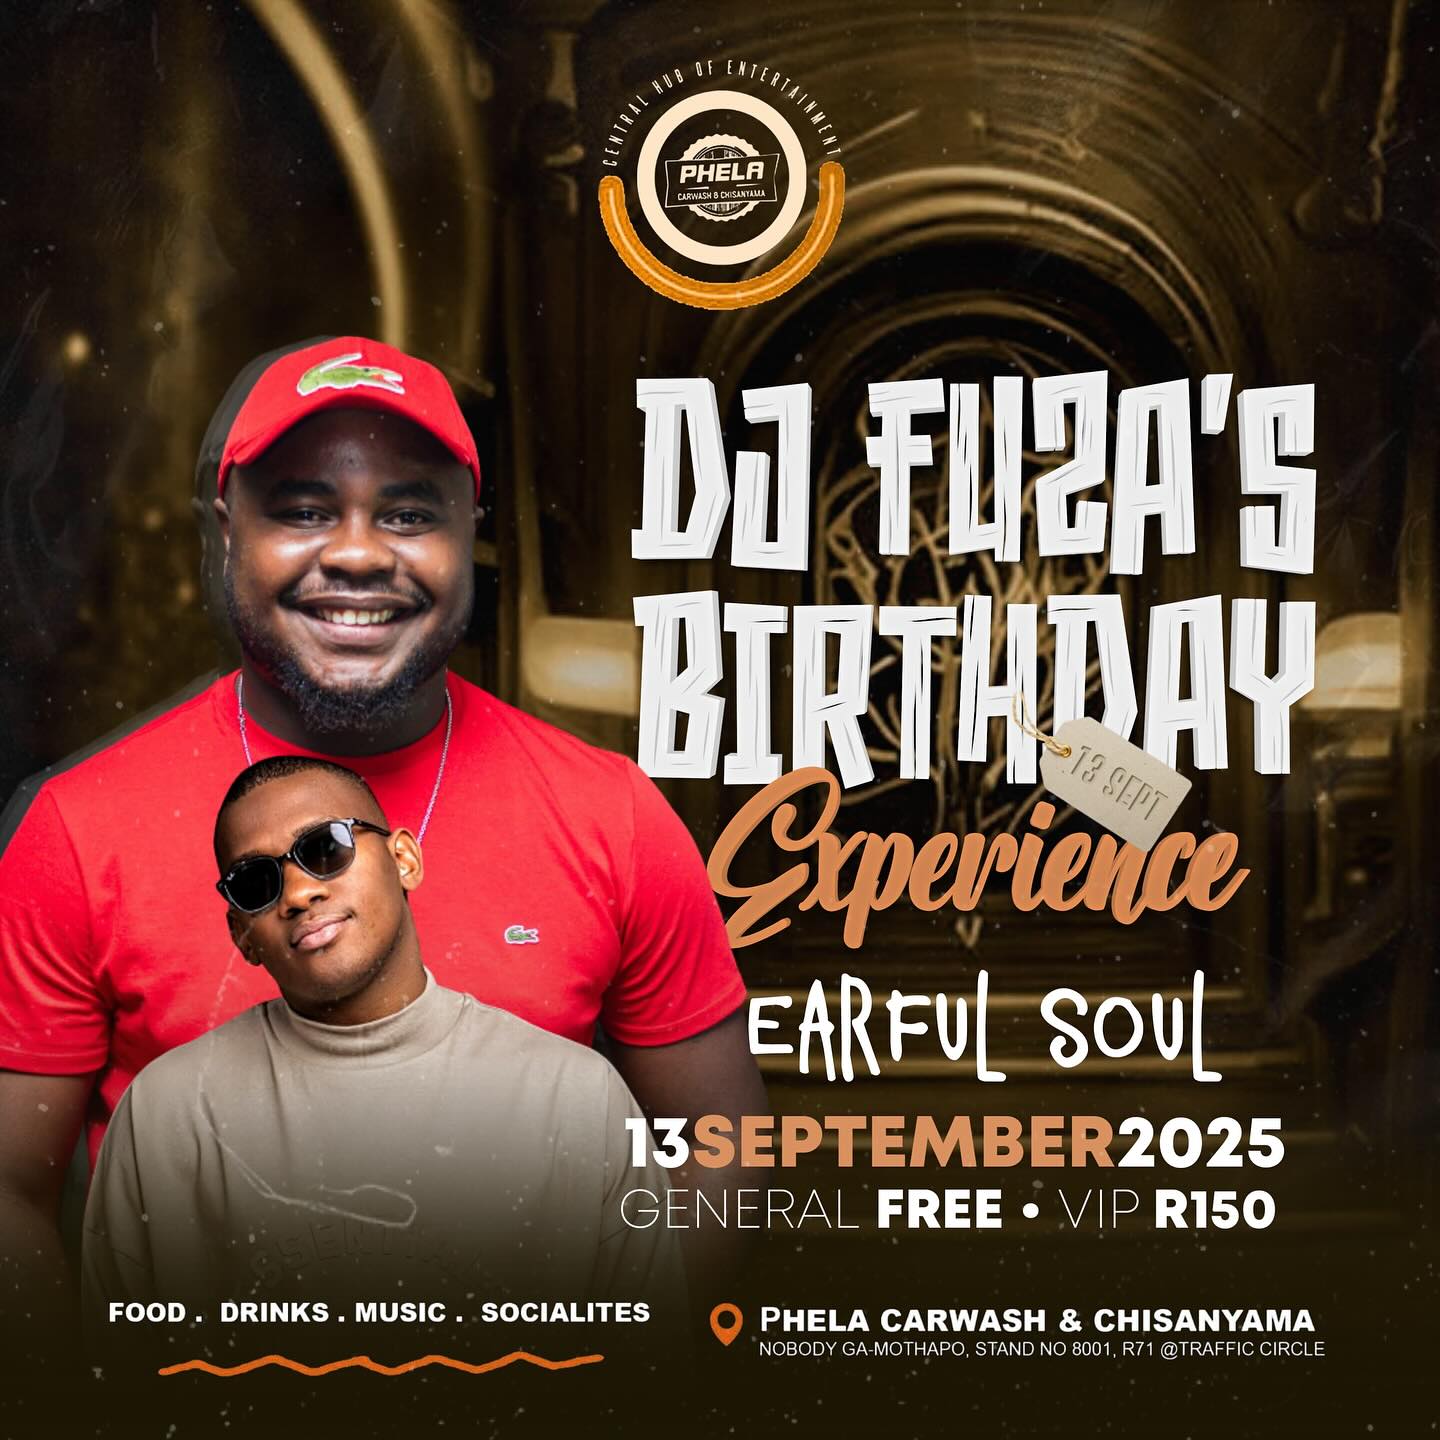 CENTRAL HUB OF ENTERTAINMENT
PHELA
CARWASH & CHISANYAMA
DJ FUZA'S
BIRTHDAY
13 SEPT
Experience
EARFUL SOUL
13SEPTEMBER2025
GENERAL FREE • VIP R150
FOOD . DRINKS . MUSIC . SOCIALITES
PHELA CARWASH & CHISANYAMA
NOBODY GA-MOTHAPO, STAND NO 8001, R71 @TRAFFIC CIRCLE